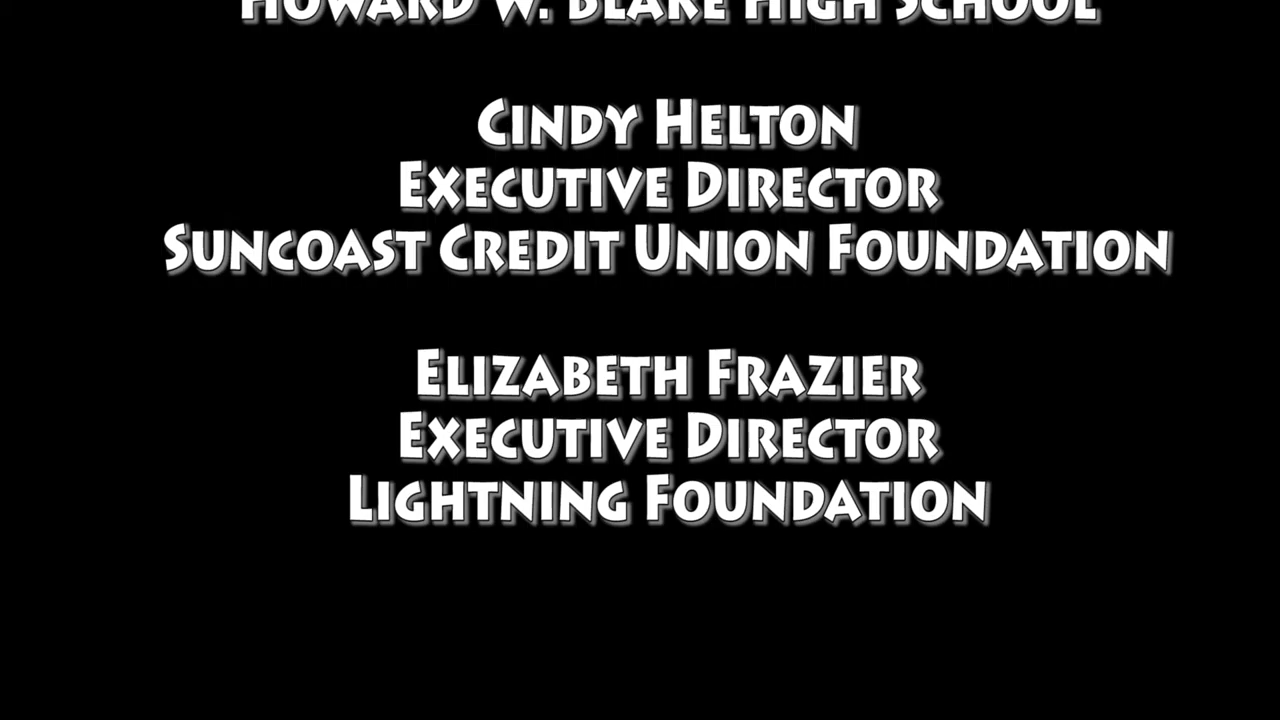 Howard W. Blake High School
Cindy Helton
Executive Director
Suncoast Credit Union Foundation
Elizabeth Frazier
Executive Director
Lightning Foundation